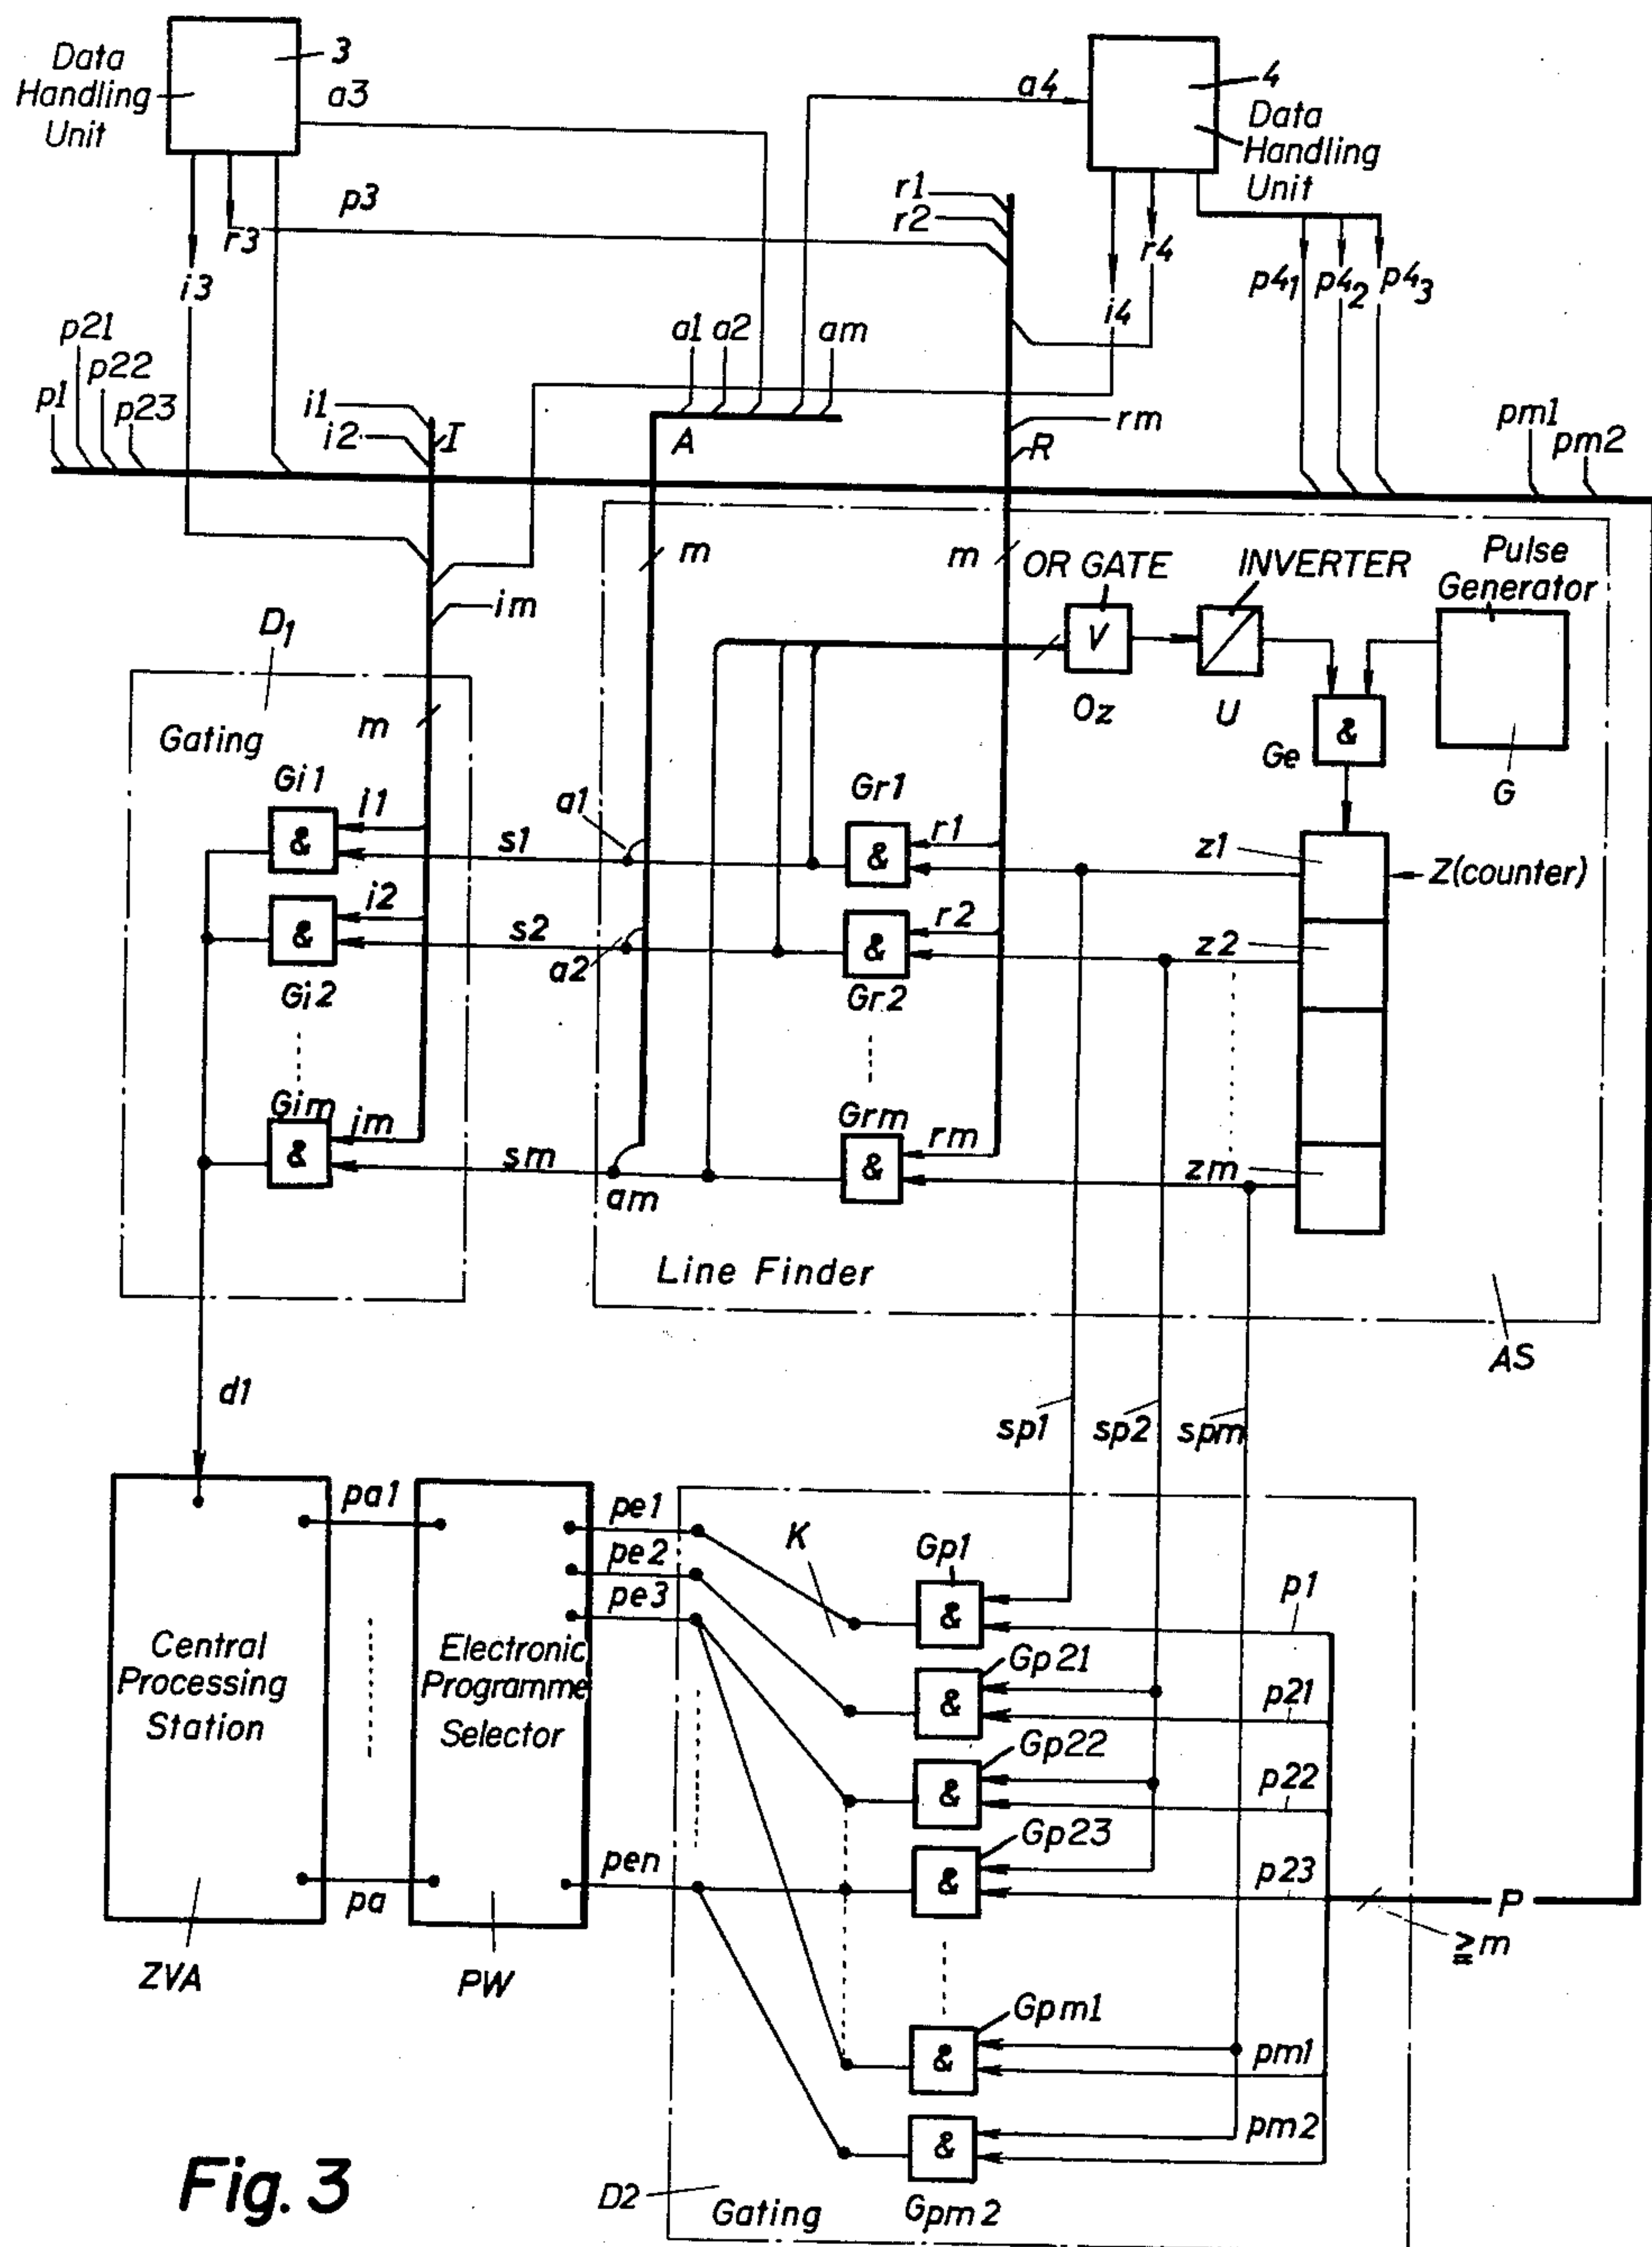 Data
Handling
Unit
3
a3
a4
4
Data
Handling
Unit
p3
r1
r2
r3
r4
i3
i4
p4₁
p4₂
p4₃
p21
p22
p1
p23
a1
a2
am
i1
i2
I
A
rm
R
pm1
pm2
m
m
OR GATE
INVERTER
Pulse
Generator
im
D₁
V
Oz
U
&
Ge
G
Gating
m
Gi1
i1
&
s1
a1
Gr1
r1
&
z1
Z(counter)
i2
&
Gi2
s2
a2
r2
&
Gr2
z2
Gim
im
&
sm
am
Grm
rm
&
zm
Line Finder
AS
d1
sp1
sp2
spm
pa1
pe1
pe2
pe3
K
Gp1
&
p1
Central
Processing
Station
Electronic
Programme
Selector
Gp21
&
p21
Gp22
&
p22
Gp23
&
p23
pen
pa
P
≧m
ZVA
PW
Gpm1
&
pm1
&
pm2
Gpm2
D2
Gating
Fig. 3